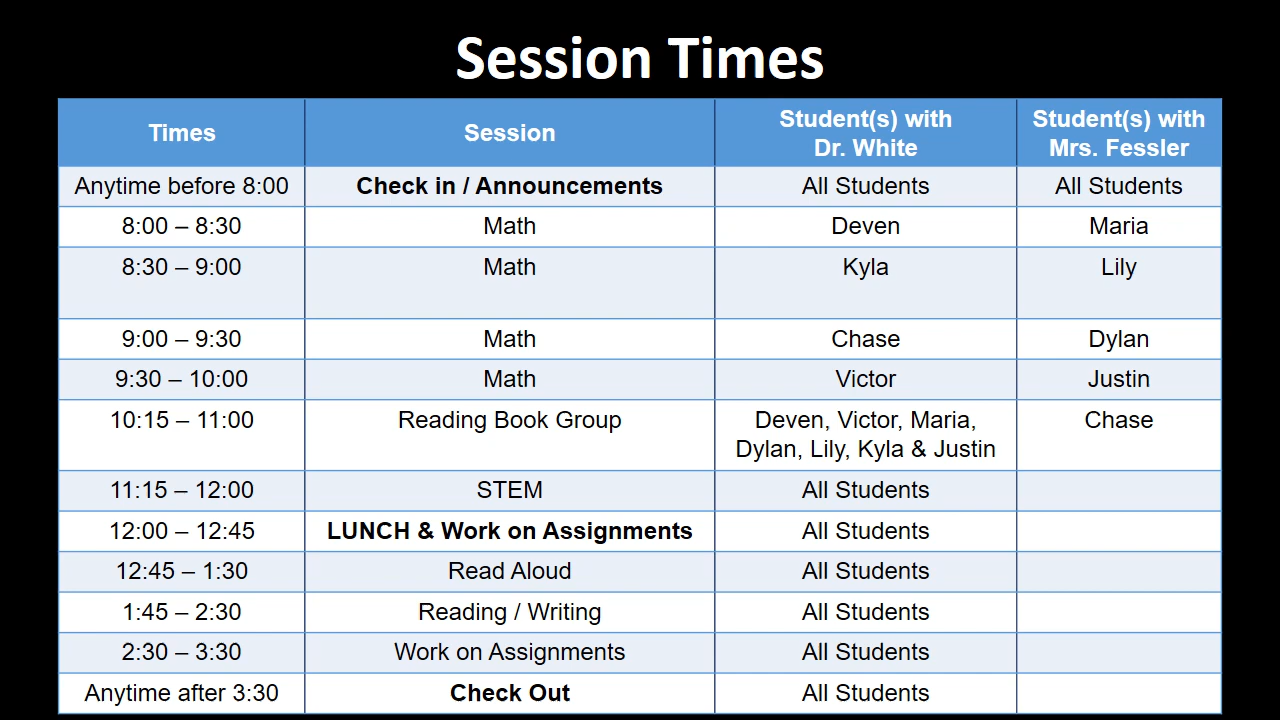 Session Times
Times Session Student(s) with Dr. White Student(s) with Mrs. Fessler
Anytime before 8:00 Check in / Announcements All Students All Students
8:00 – 8:30 Math Deven Maria
8:30 – 9:00 Math Kyla Lily
9:00 – 9:30 Math Chase Dylan
9:30 – 10:00 Math Victor Justin
10:15 – 11:00 Reading Book Group Deven, Victor, Maria, Dylan, Lily, Kyla & Justin Chase
11:15 – 12:00 STEM All Students
12:00 – 12:45 LUNCH & Work on Assignments All Students
12:45 – 1:30 Read Aloud All Students
1:45 – 2:30 Reading / Writing All Students
2:30 – 3:30 Work on Assignments All Students
Anytime after 3:30 Check Out All Students